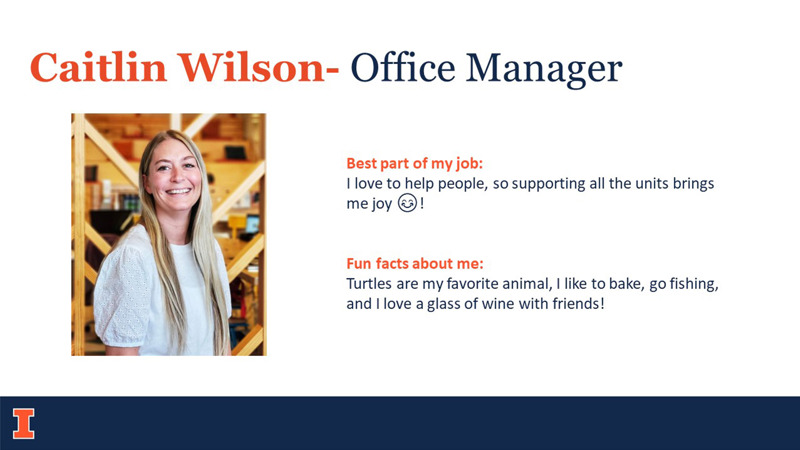 Caitlin Wilson- Office Manager
Best part of my job:
I love to help people, so supporting all the units brings
me joy 😊!
Fun facts about me:
Turtles are my favorite animal, I like to bake, go fishing,
and I love a glass of wine with friends!
I